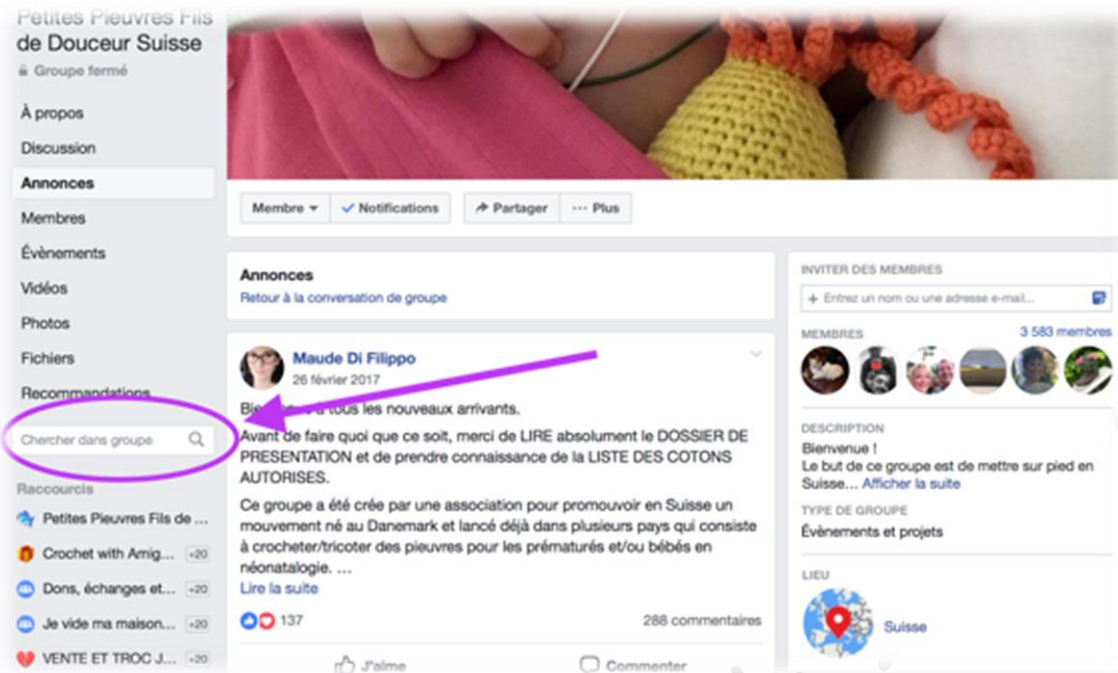 Petites Pieuvres Fils
de Douceur Suisse
Groupe fermé
À propos
Discussion
Annonces
Membres
Évènements
Vidéos
Photos
Fichiers
Recommandations
Chercher dans groupe
Raccourcis
Petites Pieuvres Fils de ...
Crochet with Amig... +20
Dons, échanges et... +20
Je vide ma maison... +20
VENTE ET TROC J... +20
Membre Notifications Partager ··· Plus
Annonces
Retour à la conversation de groupe
Maude Di Filippo
26 février 2017
Bienvenue à tous les nouveaux arrivants.
Avant de faire quoi que ce soit, merci de LIRE absolument le DOSSIER DE
PRESENTATION et de prendre connaissance de la LISTE DES COTONS
AUTORISES.
Ce groupe a été crée par une association pour promouvoir en Suisse un
mouvement né au Danemark et lancé déjà dans plusieurs pays qui consiste
à crocheter/tricoter des pieuvres pour les prématurés et/ou bébés en
néonatalogie. ...
Lire la suite
137 288 commentaires
J'aime Commenter
INVITER DES MEMBRES
+ Entrez un nom ou une adresse e-mail...
MEMBRES 3 583 membres
DESCRIPTION
Bienvenue !
Le but de ce groupe est de mettre sur pied en
Suisse... Afficher la suite
TYPE DE GROUPE
Évènements et projets
LIEU
Suisse